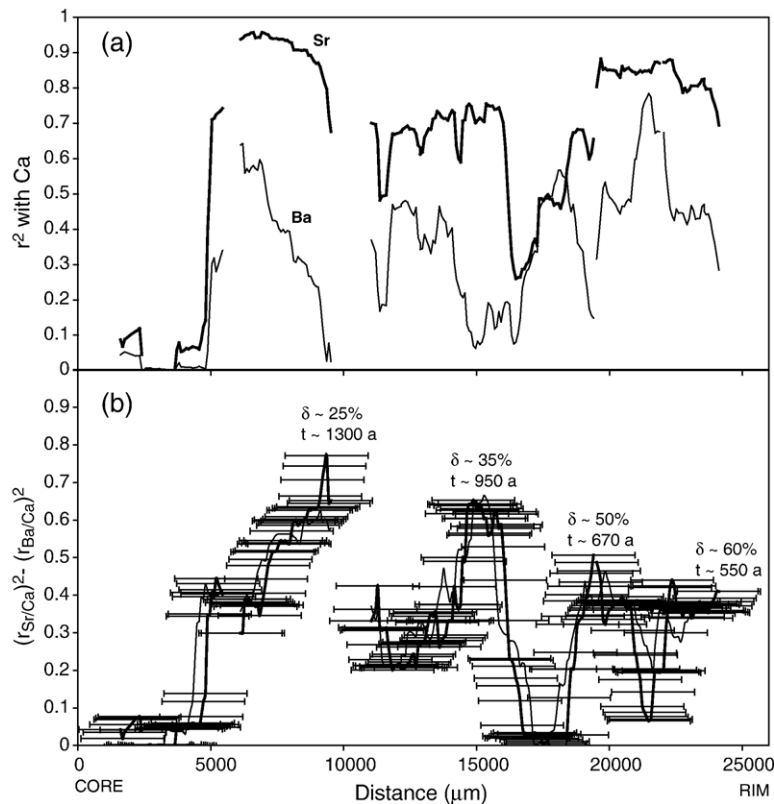 (a)
Sr
Ba
r² with Ca
1
0.9
0.8
0.7
0.6
0.5
0.4
0.3
0.2
0.1
0
(b)
δ ~ 25%
t ~ 1300 a
δ ~ 35%
t ~ 950 a
δ ~ 50%
t ~ 670 a
δ ~ 60%
t ~ 550 a
(rSr/Ca)²- (rBa/Ca)²
0.9
0.8
0.7
0.6
0.5
0.4
0.3
0.2
0.1
0
0 5000 10000 15000 20000 25000
CORE Distance (μm) RIM